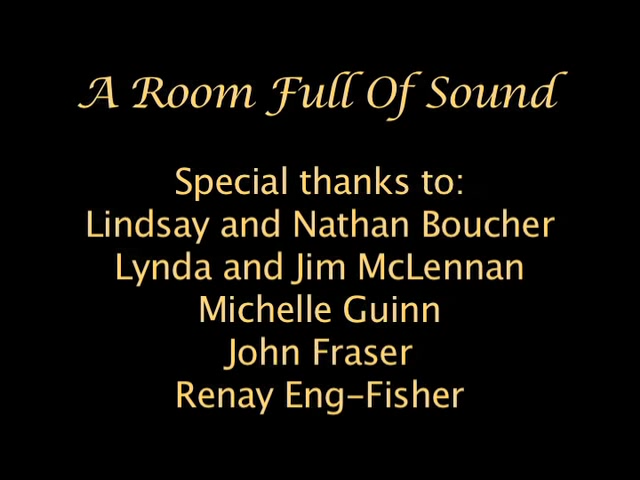 A Room Full Of Sound
Special thanks to:
Lindsay and Nathan Boucher
Lynda and Jim McLennan
Michelle Guinn
John Fraser
Renay Eng-Fisher